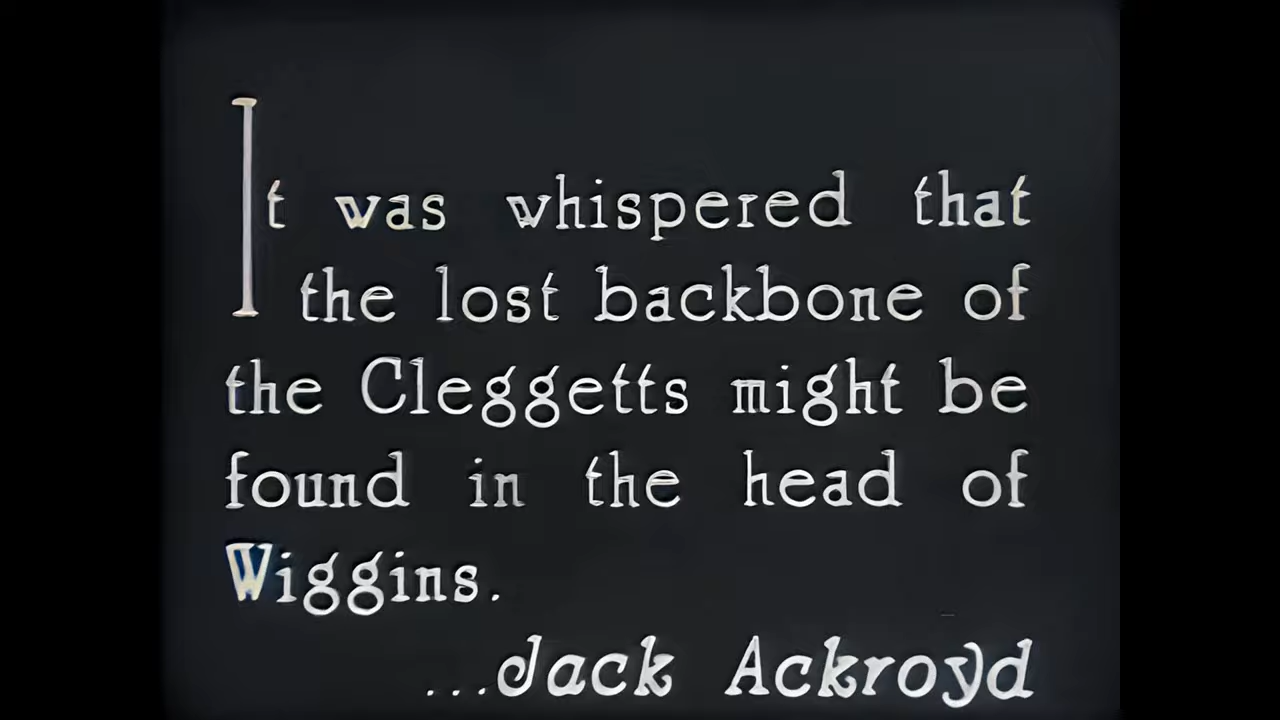 It was whispered that
the lost backbone of
the Cleggetts might be
found in the head of
Wiggins.
...Jack Ackroyd